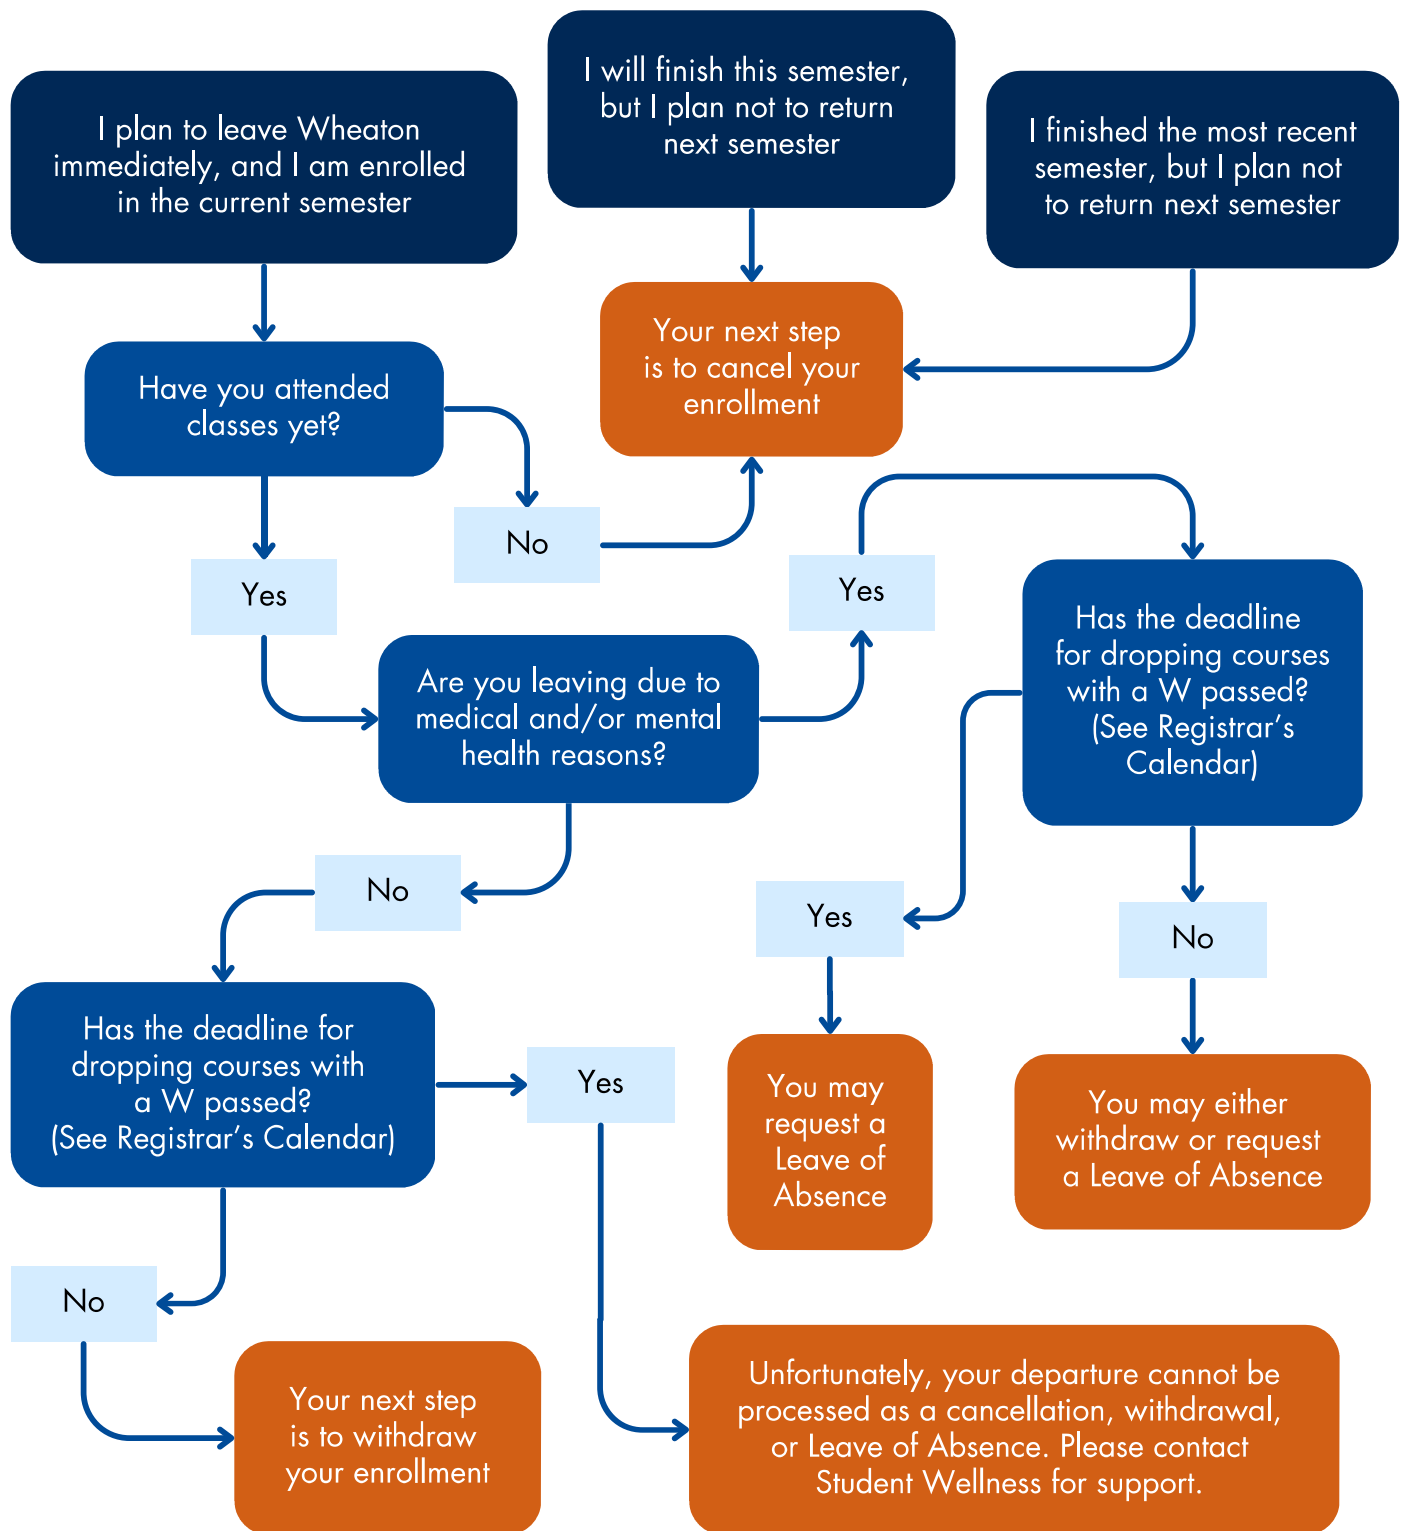 I plan to leave Wheaton
immediately, and I am enrolled
in the current semester
I will finish this semester,
but I plan not to return
next semester
I finished the most recent
semester, but I plan not
to return next semester
Your next step
is to cancel your
enrollment
Have you attended
classes yet?
No
Yes
Yes
Are you leaving due to
medical and/or mental
health reasons?
Has the deadline
for dropping courses
with a W passed?
(See Registrar's
Calendar)
No
Yes
No
Has the deadline for
dropping courses with
a W passed?
(See Registrar's Calendar)
Yes
You may
request a
Leave of
Absence
You may either
withdraw or request
a Leave of Absence
No
Your next step
is to withdraw
your enrollment
Unfortunately, your departure cannot be
processed as a cancellation, withdrawal,
or Leave of Absence. Please contact
Student Wellness for support.